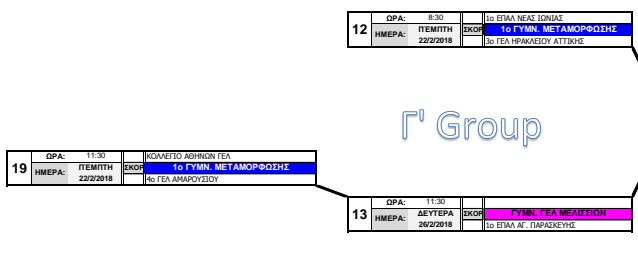 ΩΡΑ: 8:30 1ο ΕΠΑΛ ΝΕΑΣ ΙΩΝΙΑΣ
12 ΗΜΕΡΑ: ΠΕΜΠΤΗ ΣΚΟΡ 1ο ΓΥΜΝ. ΜΕΤΑΜΟΡΦΩΣΗΣ
22/2/2018 3ο ΓΕΛ ΗΡΑΚΛΕΙΟΥ ΑΤΤΙΚΗΣ
Γ' Group
ΩΡΑ: 11:30 ΚΟΛΛΕΓΙΟ ΑΘΗΝΩΝ ΓΕΛ
19 ΗΜΕΡΑ: ΠΕΜΠΤΗ ΣΚΟΡ 1ο ΓΥΜΝ. ΜΕΤΑΜΟΡΦΩΣΗΣ
22/2/2018 4ο ΓΕΛ ΑΜΑΡΟΥΣΙΟΥ
ΩΡΑ: 11:30
13 ΗΜΕΡΑ: ΔΕΥΤΕΡΑ ΣΚΟΡ ΓΥΜΝ. ΓΕΛ ΜΕΛΙΣΣΙΩΝ
26/2/2018 1ο ΕΠΑΛ ΑΓ. ΠΑΡΑΣΚΕΥΗΣ